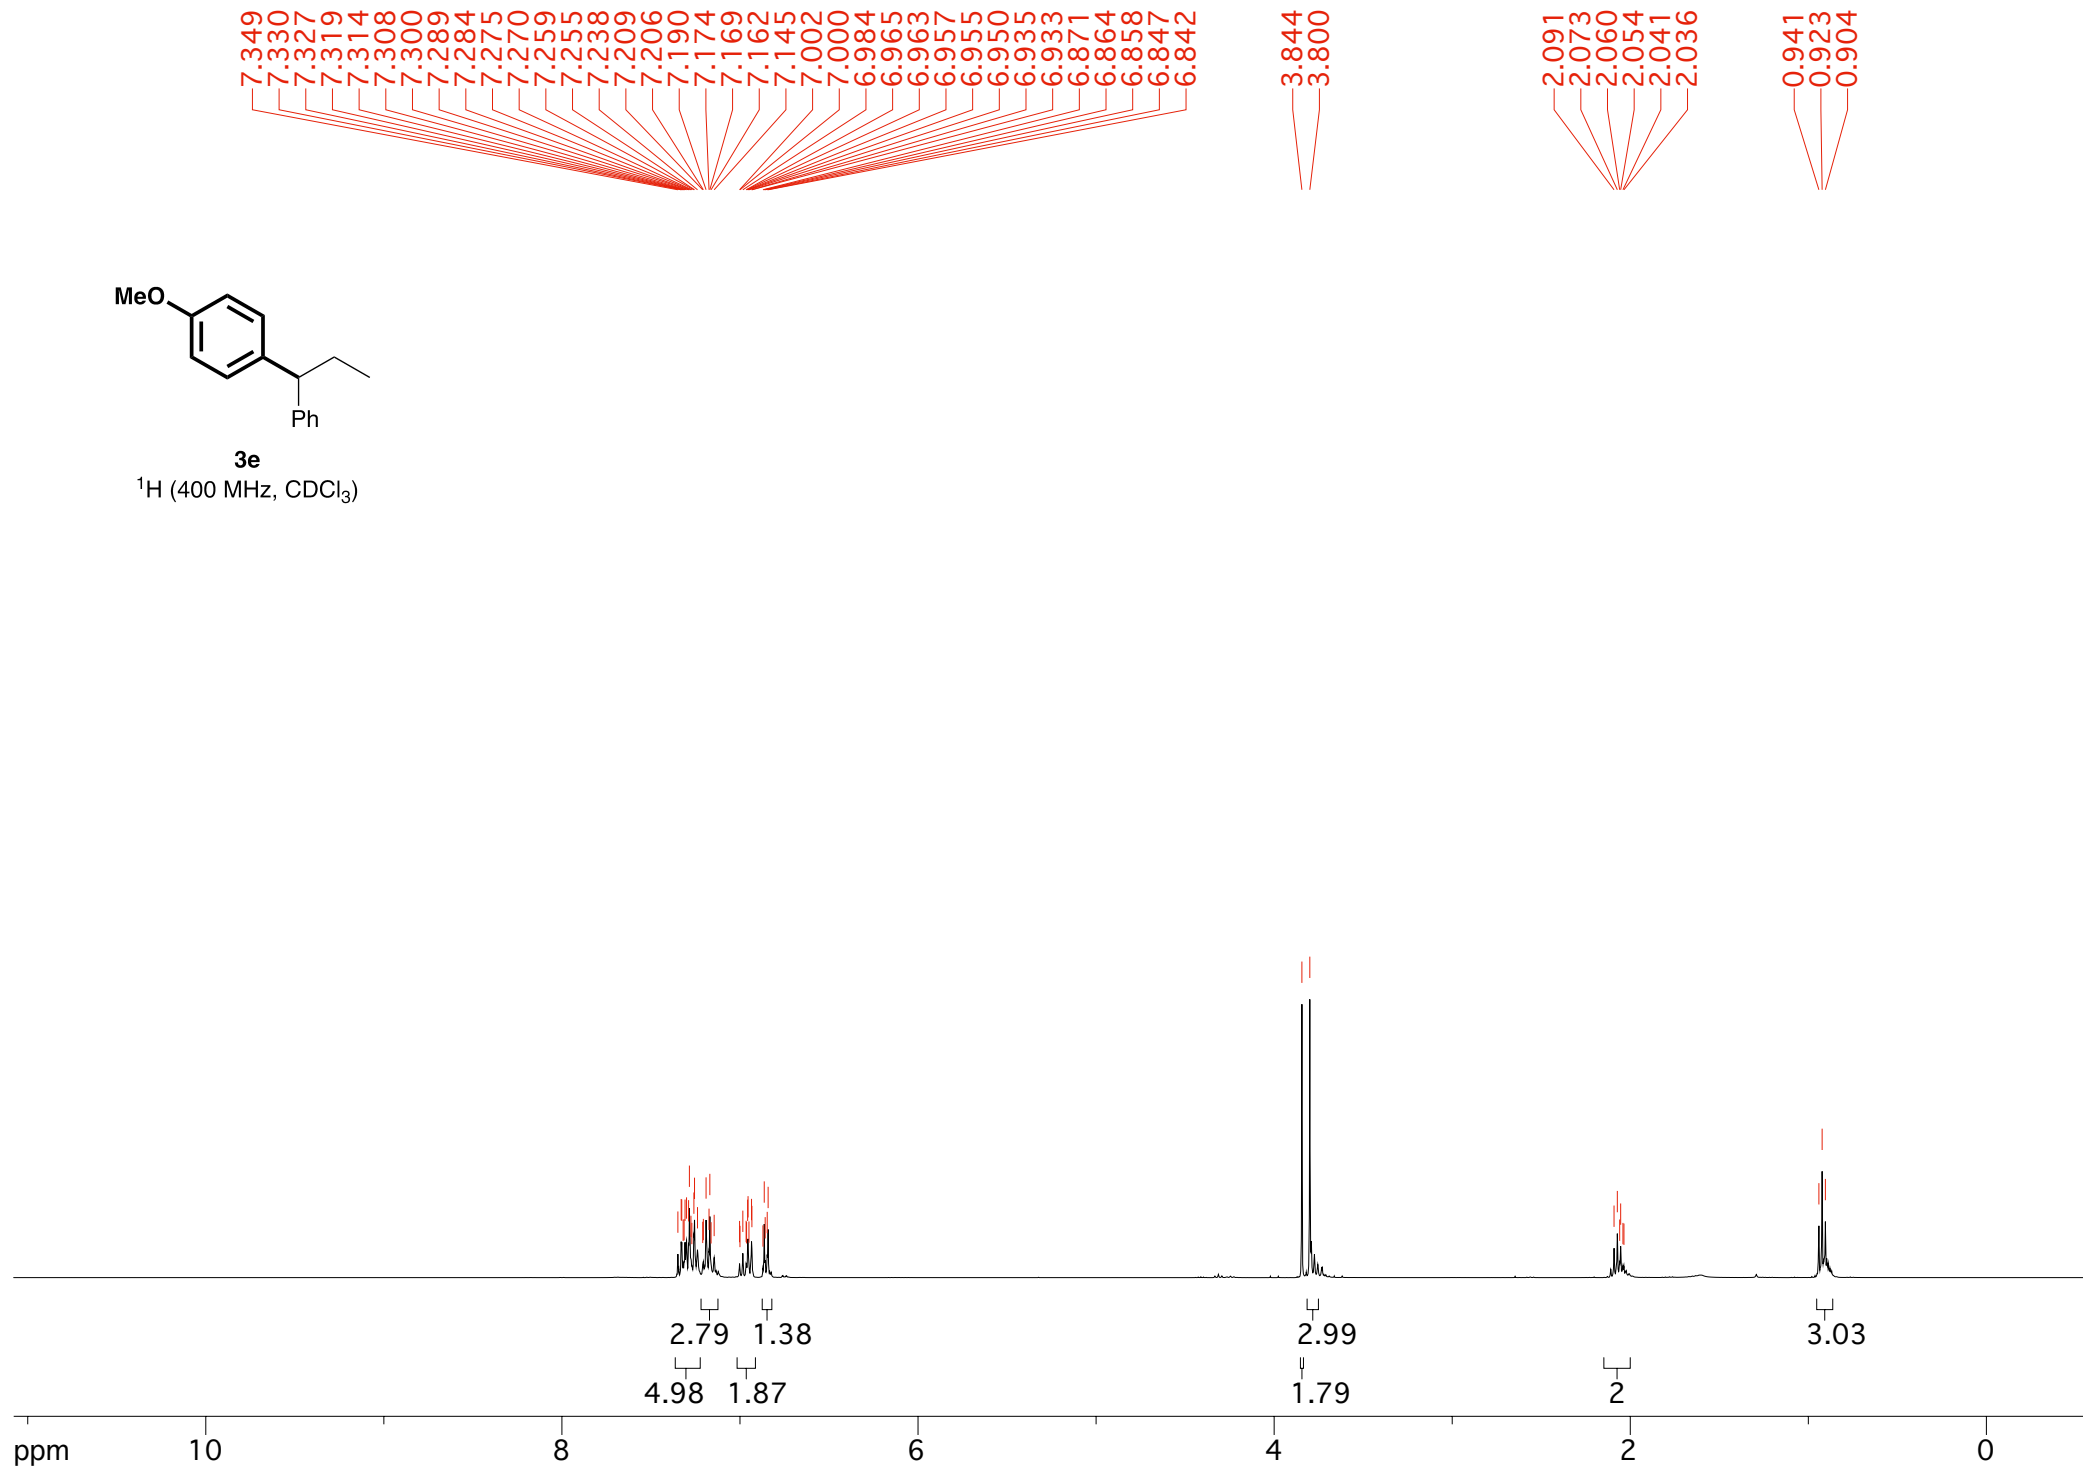 7.349 7.330 7.327 7.319 7.314 7.308 7.300 7.289 7.284 7.275 7.270 7.259 7.255 7.238 7.209 7.206 7.190 7.174 7.169 7.162 7.145 7.002 7.000 6.984 6.965 6.963 6.957 6.955 6.950 6.935 6.933 6.871 6.864 6.858 6.847 6.842 3.844 3.800 2.091 2.073 2.060 2.054 2.041 2.036 0.941 0.923 0.904
MeO
Ph
3e
¹H (400 MHz, CDCl₃)
2.79 1.38 2.99 3.03
4.98 1.87 1.79 2
ppm 10 8 6 4 2 0